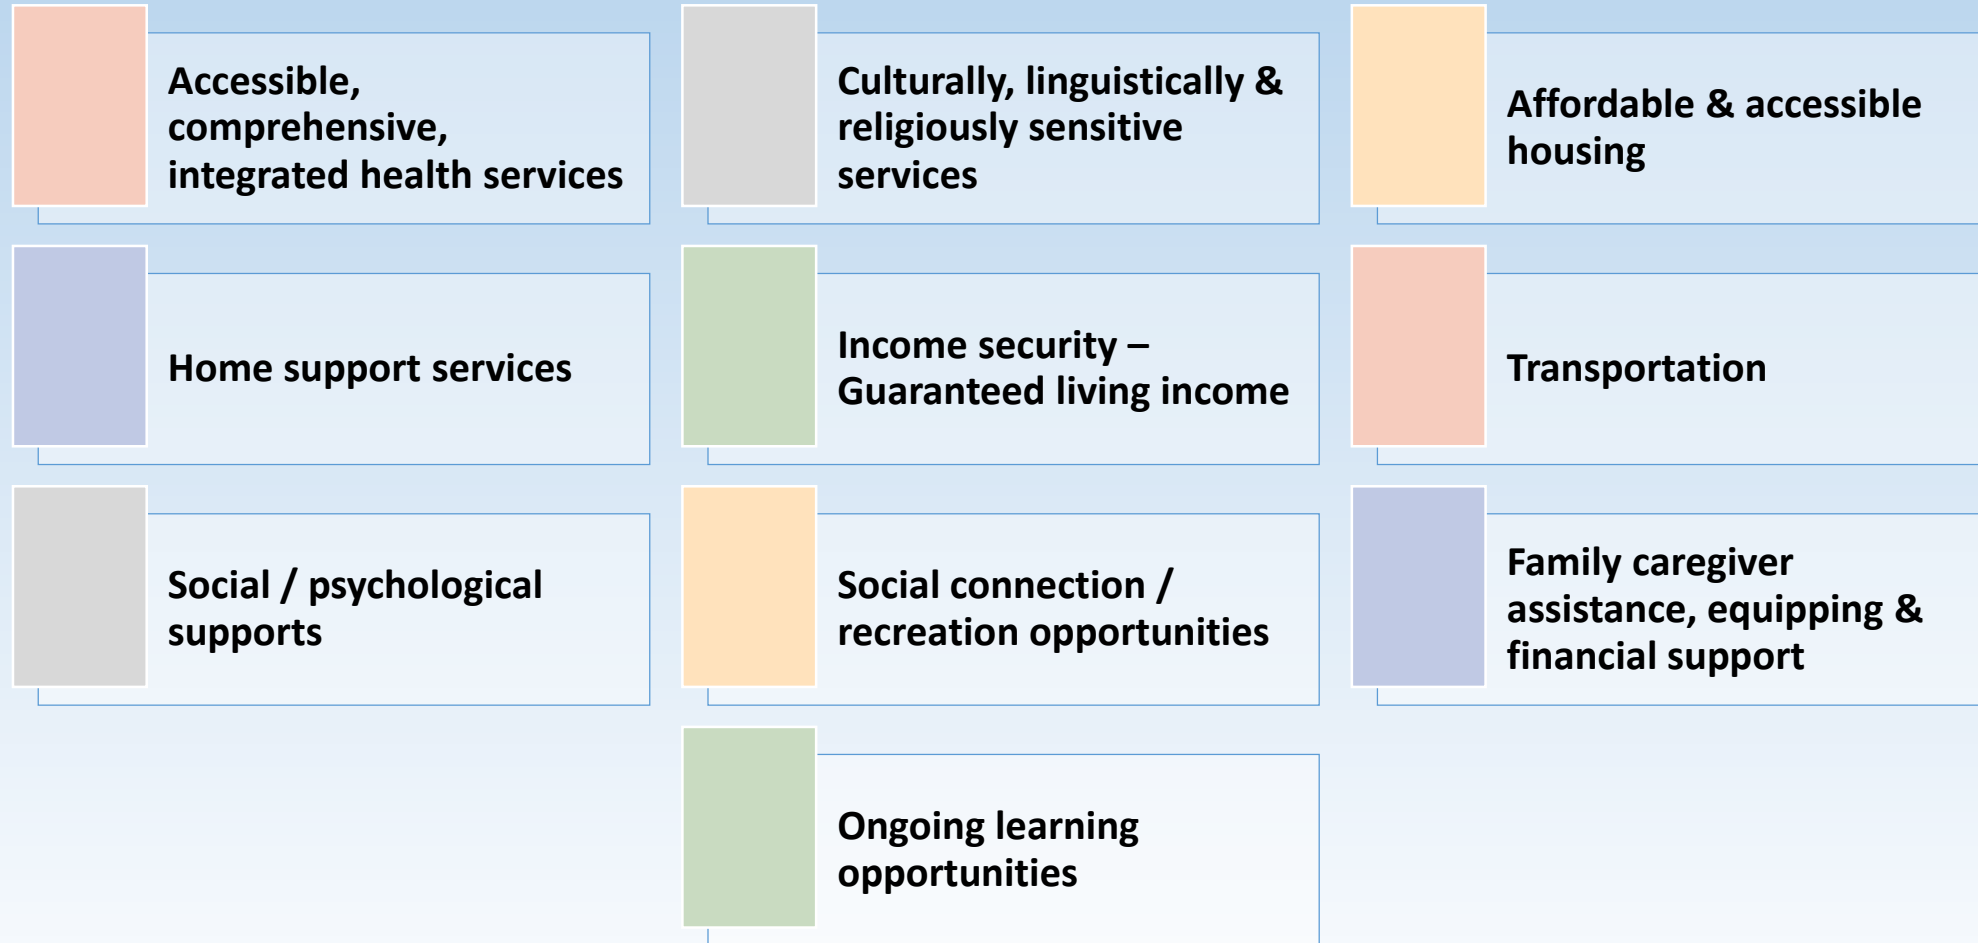 Accessible,
comprehensive,
integrated health services
Culturally, linguistically &
religiously sensitive
services
Affordable & accessible
housing
Home support services
Income security –
Guaranteed living income
Transportation
Social / psychological
supports
Social connection /
recreation opportunities
Family caregiver
assistance, equipping &
financial support
Ongoing learning
opportunities